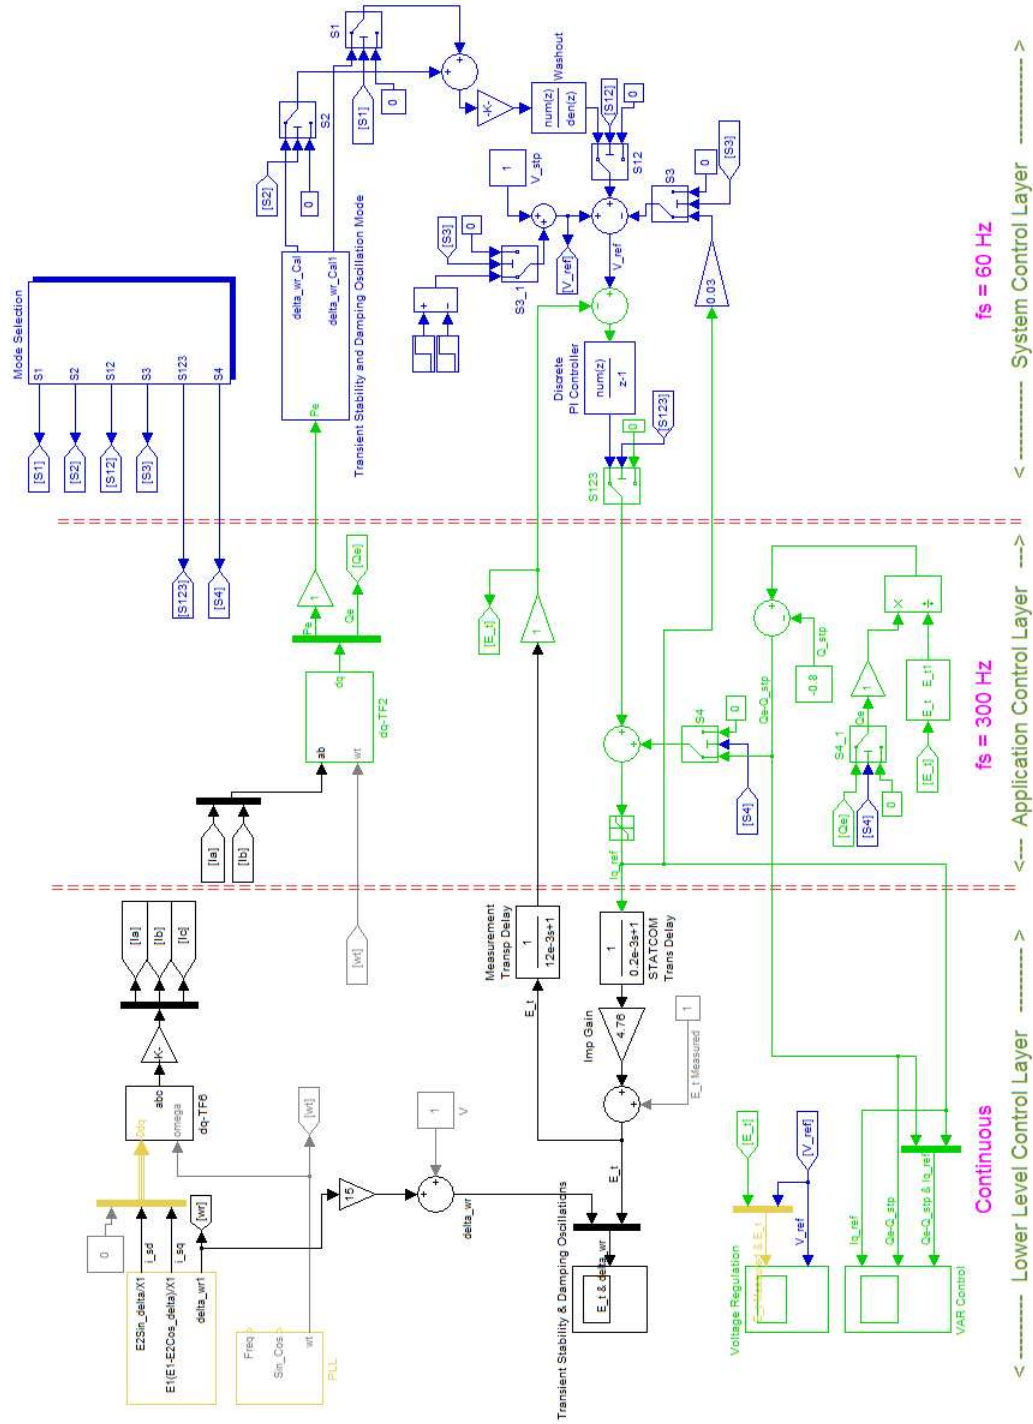 Mode Selection
S1
S2
S12
S3
S123
S4
[S1]
[S2]
[S12]
[S3]
[S123]
[S4]
Pe
delta_wr_Cal
delta_wr_Cal1
Transient Stability and Damping Oscillation Mode
[S2]
0
S2
S1
[S1]
0
-K-
num(z)
den(z)
Washout
[S12]
0
S12
1
V_stp
[S3]
0
S3_1
[V_ref]
V_ref
S3
0
[S3]
0.03
Discrete
PI Controller
num(z)
z-1
[S123]
0
S123
fs = 60 Hz
<---------- System Control Layer ---------->
[Ia]
[Ib]
ab
wt
dq
dq-TF2
Pe
Qe
1
[Qe]
[wt]
[E_t]
1
S4
0
[S4]
Iq_ref
Qe-Q_stp
Q_stp
-0.8
[Qe]
[S4]
0
S4_1
Qe
1
[E_t]
E_t E_t1
×
÷
fs = 300 Hz
<--- Application Control Layer --->
E2Sin_delta/X1
E1(E1-E2Cos_delta)/X1
delta_wr1
0
i_sd
i_sq
[wr]
0dq
omega
abc
dq-TF6
-K-
[Ia]
[Ib]
[Ic]
Freq
Sin_Cos
wt
PLL
[wt]
15
1
V
delta_wr
Measurement
Transp Delay
1
12e-3s+1
E_t
1
0.2e-3s+1
STATCOM
Trans Delay
Imp Gain
4.76
1
E_t Measured
E_t
Transient Stability & Damping Oscillations
E_t & delta_wr
Voltage Regulation
[E_t]
[V_ref]
V_ref
Iq_ref
Qe-Q_stp
Qe-Q_stp & Iq_ref
VAR Control
Continuous
<-------- Lower Level Control Layer -------->